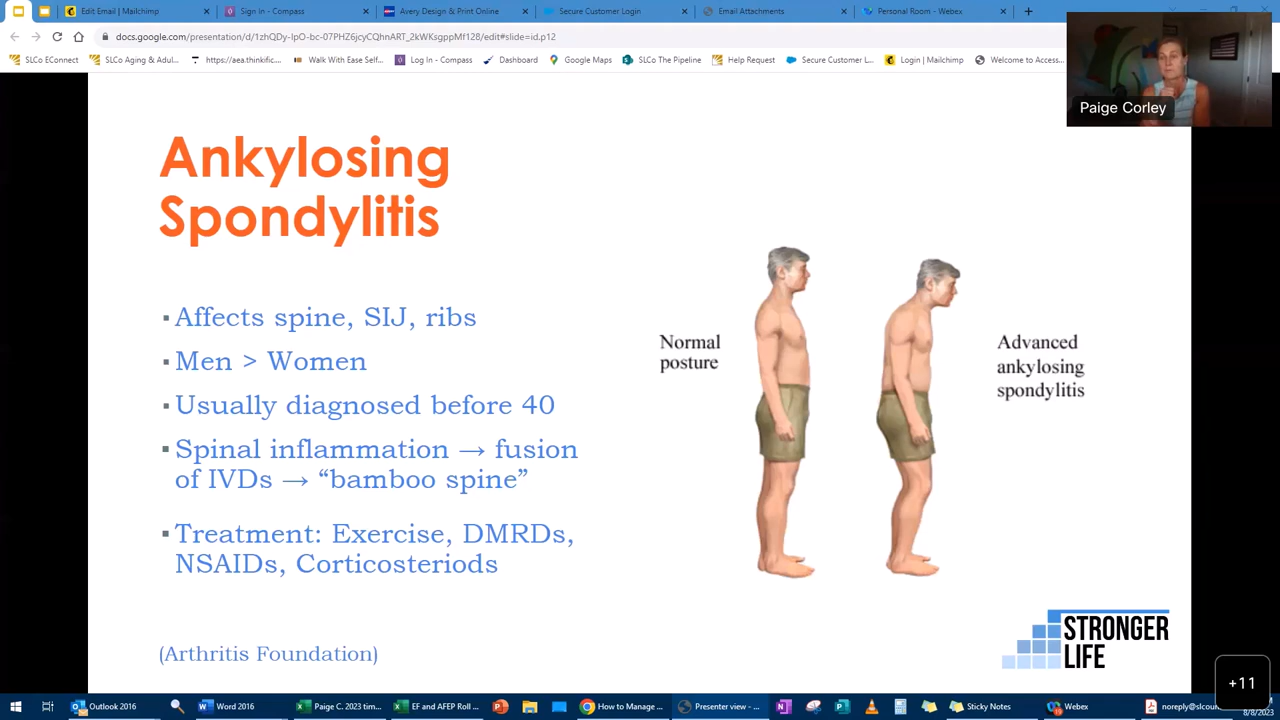 Edit Email | Mailchimp
Sign in - Compass
Avery Design & Print Online
Secure Customer Login
Email Attachments
Personal Room - Webex
docs.google.com/presentation/d/1zhQDy-lpO-bc-07PHZ6jcyCQhnART_2kWKsgppMf128/edit#slide=id.p12
SLCo EConnect
SLCo Aging & Adul...
https://aea.thinkific....
Walk With Ease Self...
Log In - Compass
Dashboard
Google Maps
SLCo The Pipeline
Help Request
Secure Customer L...
Login | Mailchimp
Welcome to Access...
Paige Corley
Ankylosing
Spondylitis
▪ Affects spine, SIJ, ribs
▪ Men > Women
▪ Usually diagnosed before 40
▪ Spinal inflammation → fusion
of IVDs → “bamboo spine”
▪ Treatment: Exercise, DMRDs,
NSAIDs, Corticosteriods
(Arthritis Foundation)
Normal
posture
Advanced
ankylosing
spondylitis
STRONGER
LIFE
+11
Outlook 2016
Word 2016
Paige C. 2023 tim...
EF and AFEP Roll ...
How to Manage ...
Presenter view - ...
Sticky Notes
Webex
noreply@slcoun...
8/8/2023